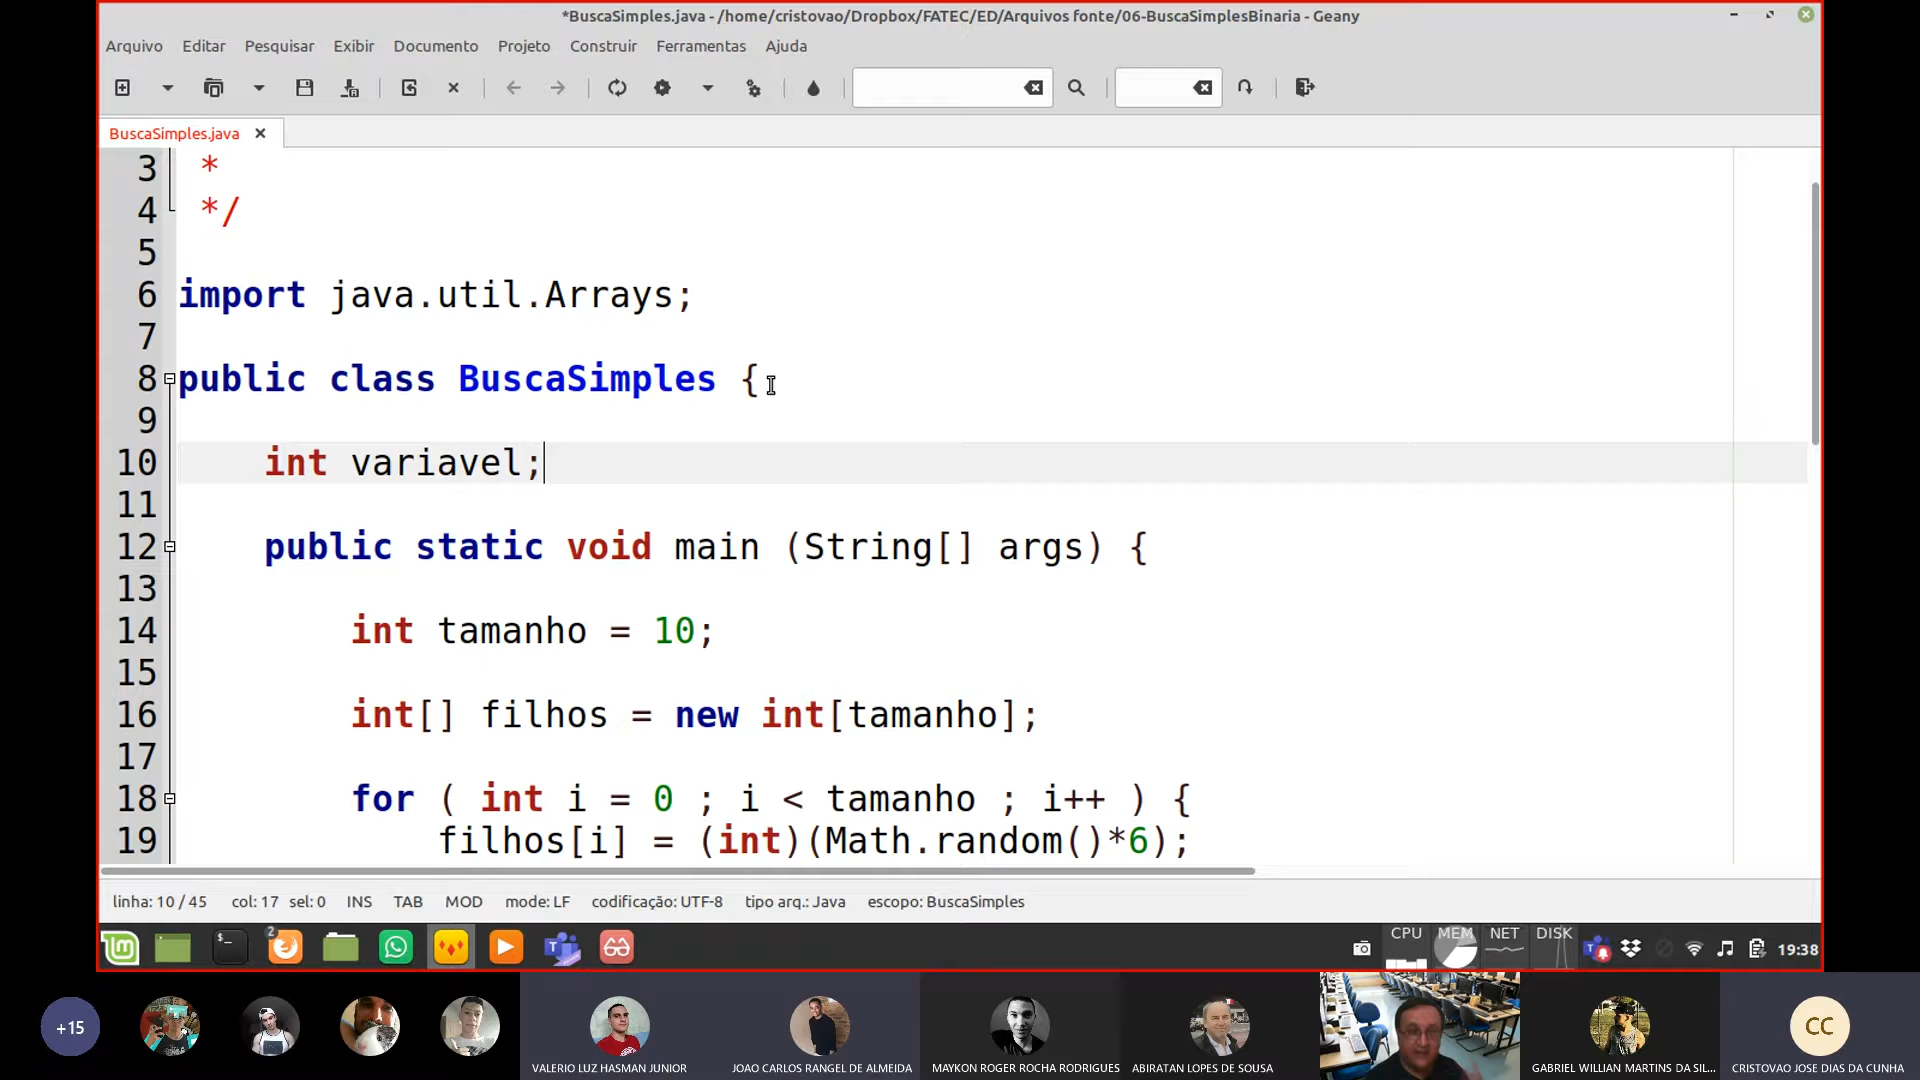 *BuscaSimples.java - /home/cristovao/Dropbox/FATEC/ED/Arquivos fonte/06-BuscaSimplesBinaria - Geany
Arquivo Editar Pesquisar Exibir Documento Projeto Construir Ferramentas Ajuda
BuscaSimples.java
3 *
4 */
5
6 import java.util.Arrays;
7
8 public class BuscaSimples {
9
10 int variavel;
11
12 public static void main (String[] args) {
13
14 int tamanho = 10;
15
16 int[] filhos = new int[tamanho];
17
18 for ( int i = 0 ; i < tamanho ; i++ ) {
19 filhos[i] = (int)(Math.random()*6);
linha: 10 / 45 col: 17 sel: 0 INS TAB MOD mode: LF codificação: UTF-8 tipo arq.: Java escopo: BuscaSimples
2
CPU MEM NET DISK
19:38
+15
CC
VALERIO LUZ HASMAN JUNIOR JOAO CARLOS RANGEL DE ALMEIDA MAYKON ROGER ROCHA RODRIGUES ABIRATAN LOPES DE SOUSA GABRIEL WILLIAN MARTINS DA SIL... CRISTOVAO JOSE DIAS DA CUNHA